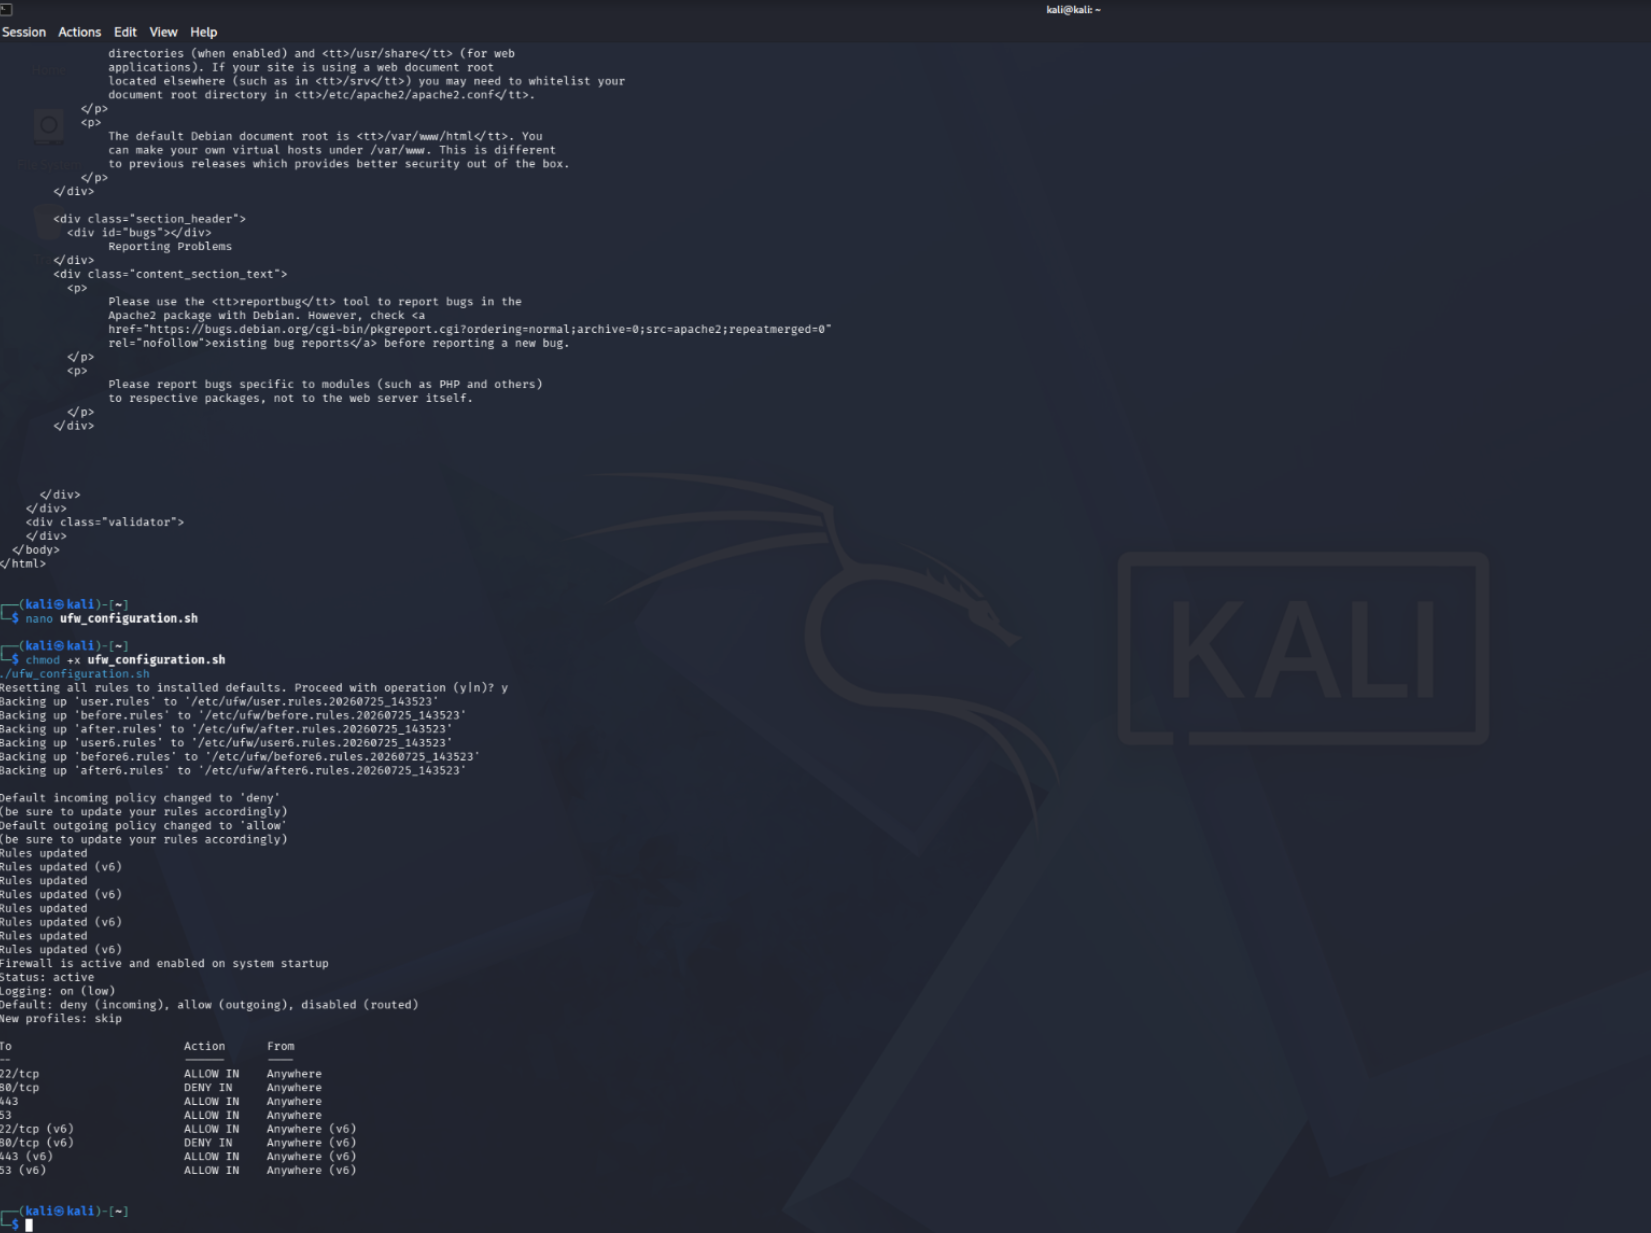 kali@kali: ~
Session Actions Edit View Help
directories (when enabled) and <tt>/usr/share</tt> (for web
applications). If your site is using a web document root
located elsewhere (such as in <tt>/srv</tt>) you may need to whitelist your
document root directory in <tt>/etc/apache2/apache2.conf</tt>.
</p>
<p>
The default Debian document root is <tt>/var/www/html</tt>. You
can make your own virtual hosts under /var/www. This is different
to previous releases which provides better security out of the box.
</p>
</div>
<div class="section_header">
<div id="bugs"></div>
Reporting Problems
</div>
<div class="content_section_text">
<p>
Please use the <tt>reportbug</tt> tool to report bugs in the
Apache2 package with Debian. However, check <a
href="https://bugs.debian.org/cgi-bin/pkgreport.cgi?ordering=normal;archive=0;src=apache2;repeatmerged=0"
rel="nofollow">existing bug reports</a> before reporting a new bug.
</p>
<p>
Please report bugs specific to modules (such as PHP and others)
to respective packages, not to the web server itself.
</p>
</div>
</div>
</div>
<div class="validator">
</div>
</body>
</html>
┌──(kali㉿kali)-[~]
└─$ nano ufw_configuration.sh
┌──(kali㉿kali)-[~]
└─$ chmod +x ufw_configuration.sh
./ufw_configuration.sh
Resetting all rules to installed defaults. Proceed with operation (y|n)? y
Backing up 'user.rules' to '/etc/ufw/user.rules.20260725_143523'
Backing up 'before.rules' to '/etc/ufw/before.rules.20260725_143523'
Backing up 'after.rules' to '/etc/ufw/after.rules.20260725_143523'
Backing up 'user6.rules' to '/etc/ufw/user6.rules.20260725_143523'
Backing up 'before6.rules' to '/etc/ufw/before6.rules.20260725_143523'
Backing up 'after6.rules' to '/etc/ufw/after6.rules.20260725_143523'
Default incoming policy changed to 'deny'
(be sure to update your rules accordingly)
Default outgoing policy changed to 'allow'
(be sure to update your rules accordingly)
Rules updated
Rules updated (v6)
Rules updated
Rules updated (v6)
Rules updated
Rules updated (v6)
Rules updated
Rules updated (v6)
Firewall is active and enabled on system startup
Status: active
Logging: on (low)
Default: deny (incoming), allow (outgoing), disabled (routed)
New profiles: skip
To Action From
-- ------ ----
22/tcp ALLOW IN Anywhere
80/tcp DENY IN Anywhere
443 ALLOW IN Anywhere
53 ALLOW IN Anywhere
22/tcp (v6) ALLOW IN Anywhere (v6)
80/tcp (v6) DENY IN Anywhere (v6)
443 (v6) ALLOW IN Anywhere (v6)
53 (v6) ALLOW IN Anywhere (v6)
┌──(kali㉿kali)-[~]
└─$
KALI